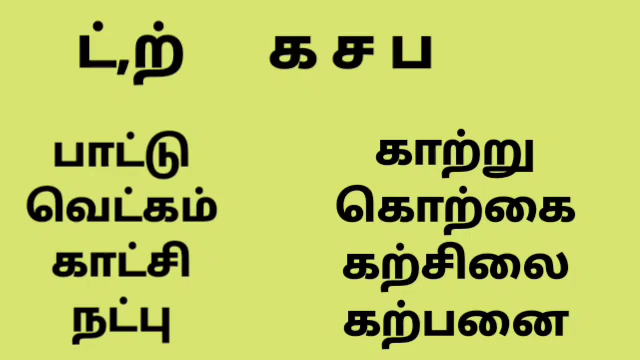 ட்,ற் க ச ப
பாட்டு காற்று
வெட்கம் கொற்கை
காட்சி கற்சிலை
நட்பு கற்பனை